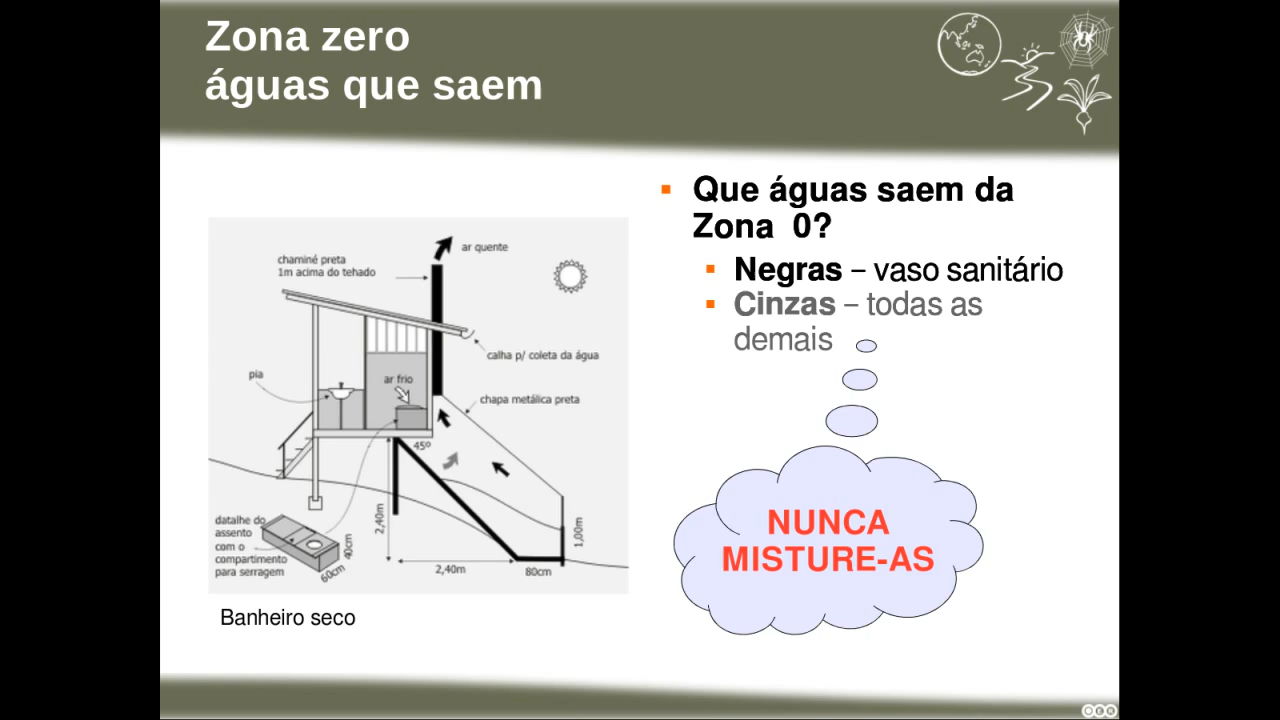 Zona zero
águas que saem
Que águas saem da
Zona 0?
Negras – vaso sanitário
Cinzas – todas as
demais
NUNCA
MISTURE-AS
ar quente
chaminé preta
1m acima do tehado
calha p/ coleta da água
pia
ar frio
chapa metálica preta
45º
2,40m
1,00m
datalhe do
assento
com o
compartimento
para serragem
40cm
60cm
2,40m
80cm
Banheiro seco